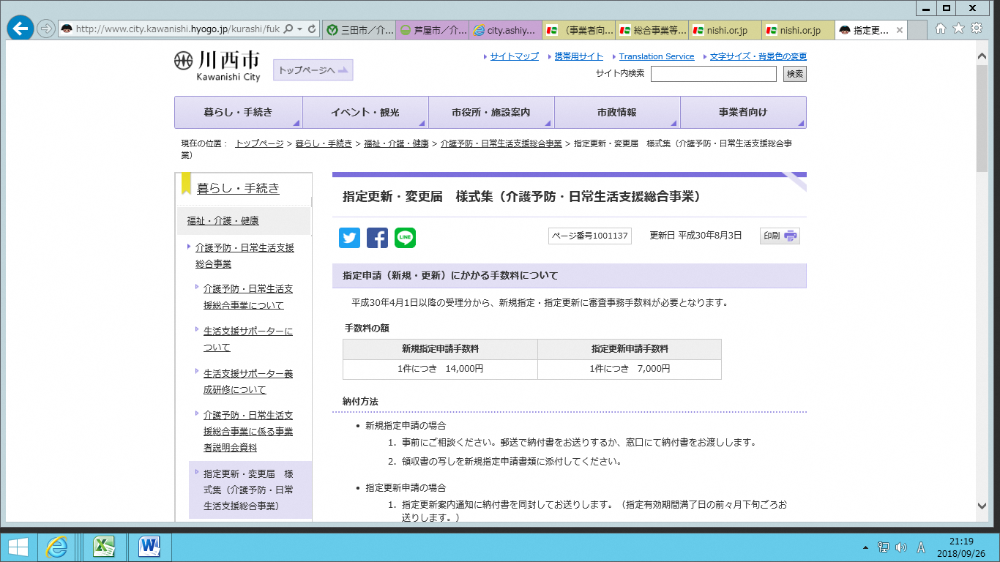 http://www.city.kawanishi.hyogo.jp/kurashi/fuk
三田市／介...
芦屋市／介...
city.ashiy...
（事業者向...
総合事業等...
nishi.or.jp
nishi.or.jp
指定更...
川西市
Kawanishi City
トップページへ
サイトマップ
携帯用サイト
Translation Service
文字サイズ・背景色の変更
サイト内検索
検索
暮らし・手続き
イベント・観光
市役所・施設案内
市政情報
事業者向け
現在の位置： トップページ > 暮らし・手続き > 福祉・介護・健康 > 介護予防・日常生活支援総合事業 > 指定更新・変更届　様式集（介護予防・日常生活支援総合事
業）
暮らし・手続き
福祉・介護・健康
介護予防・日常生活支援
総合事業
介護予防・日常生活支
援総合事業について
生活支援サポーターに
ついて
生活支援サポーター養
成研修について
介護予防・日常生活支
援総合事業に係る事業
者説明会資料
指定更新・変更届　様
式集（介護予防・日常
生活支援総合事業）
指定更新・変更届　様式集（介護予防・日常生活支援総合事業）
LINE
ページ番号1001137
更新日 平成30年8月3日
印刷
指定申請（新規・更新）にかかる手数料について
平成30年4月1日以降の受理分から、新規指定・指定更新に審査事務手数料が必要となります。
手数料の額
新規指定申請手数料
指定更新申請手数料
1件につき　14,000円
1件につき　7,000円
納付方法
• 新規指定申請の場合
1. 事前にご相談ください。郵送で納付書をお送りするか、窓口にて納付書をお渡しします。
2. 領収書の写しを新規指定申請書類に添付してください。
• 指定更新申請の場合
1. 指定更新案内通知に納付書を同封してお送りします。（指定有効期間満了日の前々月下旬ごろお
送りします。）
A
21:19
2018/09/26